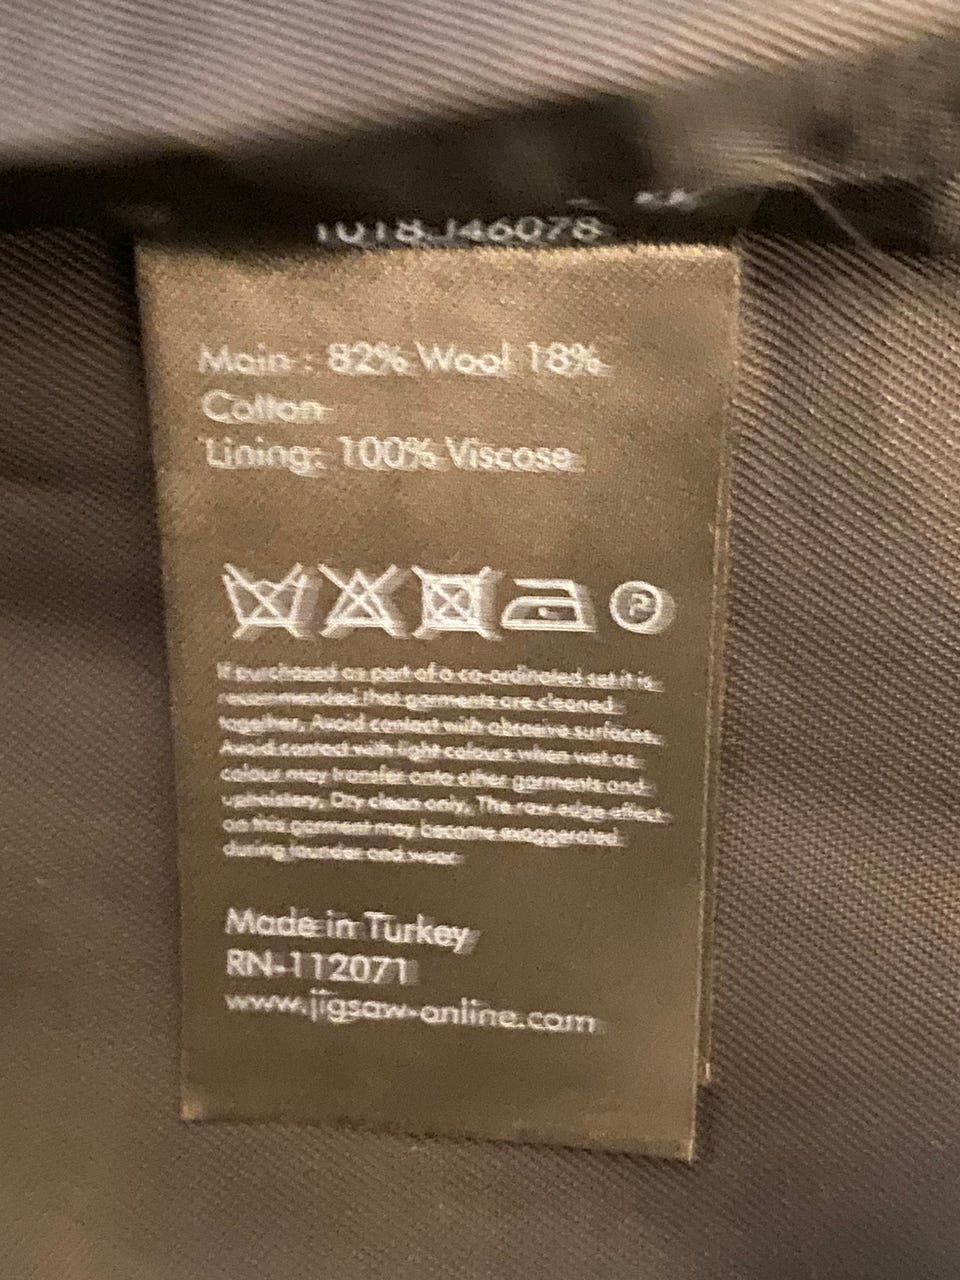 1018J46078
Main : 82% Wool 18%
Cotton
Lining: 100% Viscose
P
If purchased as part of a co-ordinated set it is
recommended that garments are cleaned
together. Avoid contact with abrasive surfaces.
Avoid contact with light colours when wet as
colour may transfer onto other garments and
upholstery. Dry clean only. The raw edge effect
on this garment may become exaggerated
during launder and wear.
Made in Turkey
RN-112071
www.jigsaw-online.com